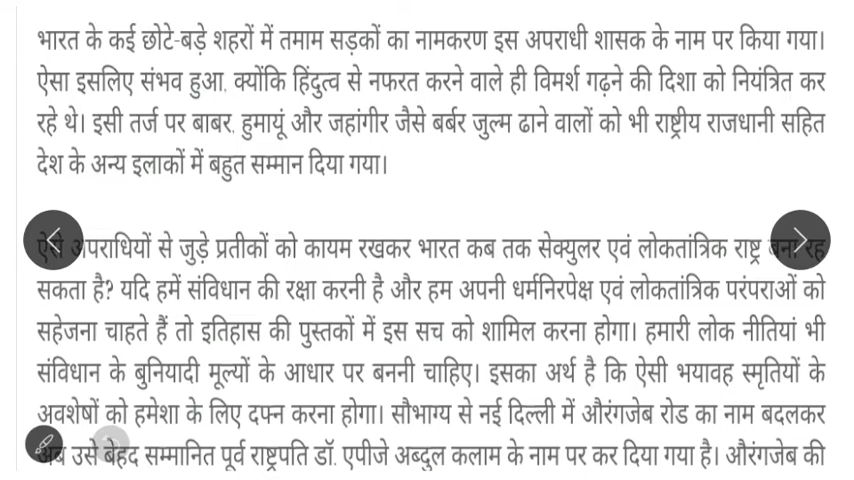 भारत के कई छोटे-बड़े शहरों में तमाम सड़कों का नामकरण इस अपराधी शासक के नाम पर किया गया।
ऐसा इसलिए संभव हुआ, क्योंकि हिंदुत्व से नफरत करने वाले ही विमर्श गढ़ने की दिशा को नियंत्रित कर
रहे थे। इसी तर्ज पर बाबर, हुमायूं और जहांगीर जैसे बर्बर जुल्म ढाने वालों को भी राष्ट्रीय राजधानी सहित
देश के अन्य इलाकों में बहुत सम्मान दिया गया।
ऐसे अपराधियों से जुड़े प्रतीकों को कायम रखकर भारत कब तक सेक्युलर एवं लोकतांत्रिक राष्ट्र बना रह
सकता है? यदि हमें संविधान की रक्षा करनी है और हम अपनी धर्मनिरपेक्ष एवं लोकतांत्रिक परंपराओं को
सहेजना चाहते हैं तो इतिहास की पुस्तकों में इस सच को शामिल करना होगा। हमारी लोक नीतियां भी
संविधान के बुनियादी मूल्यों के आधार पर बननी चाहिए। इसका अर्थ है कि ऐसी भयावह स्मृतियों के
अवशेषों को हमेशा के लिए दफ्न करना होगा। सौभाग्य से नई दिल्ली में औरंगजेब रोड का नाम बदलकर
अब उसे बेहद सम्मानित पूर्व राष्ट्रपति डॉ. एपीजे अब्दुल कलाम के नाम पर कर दिया गया है। औरंगजेब की